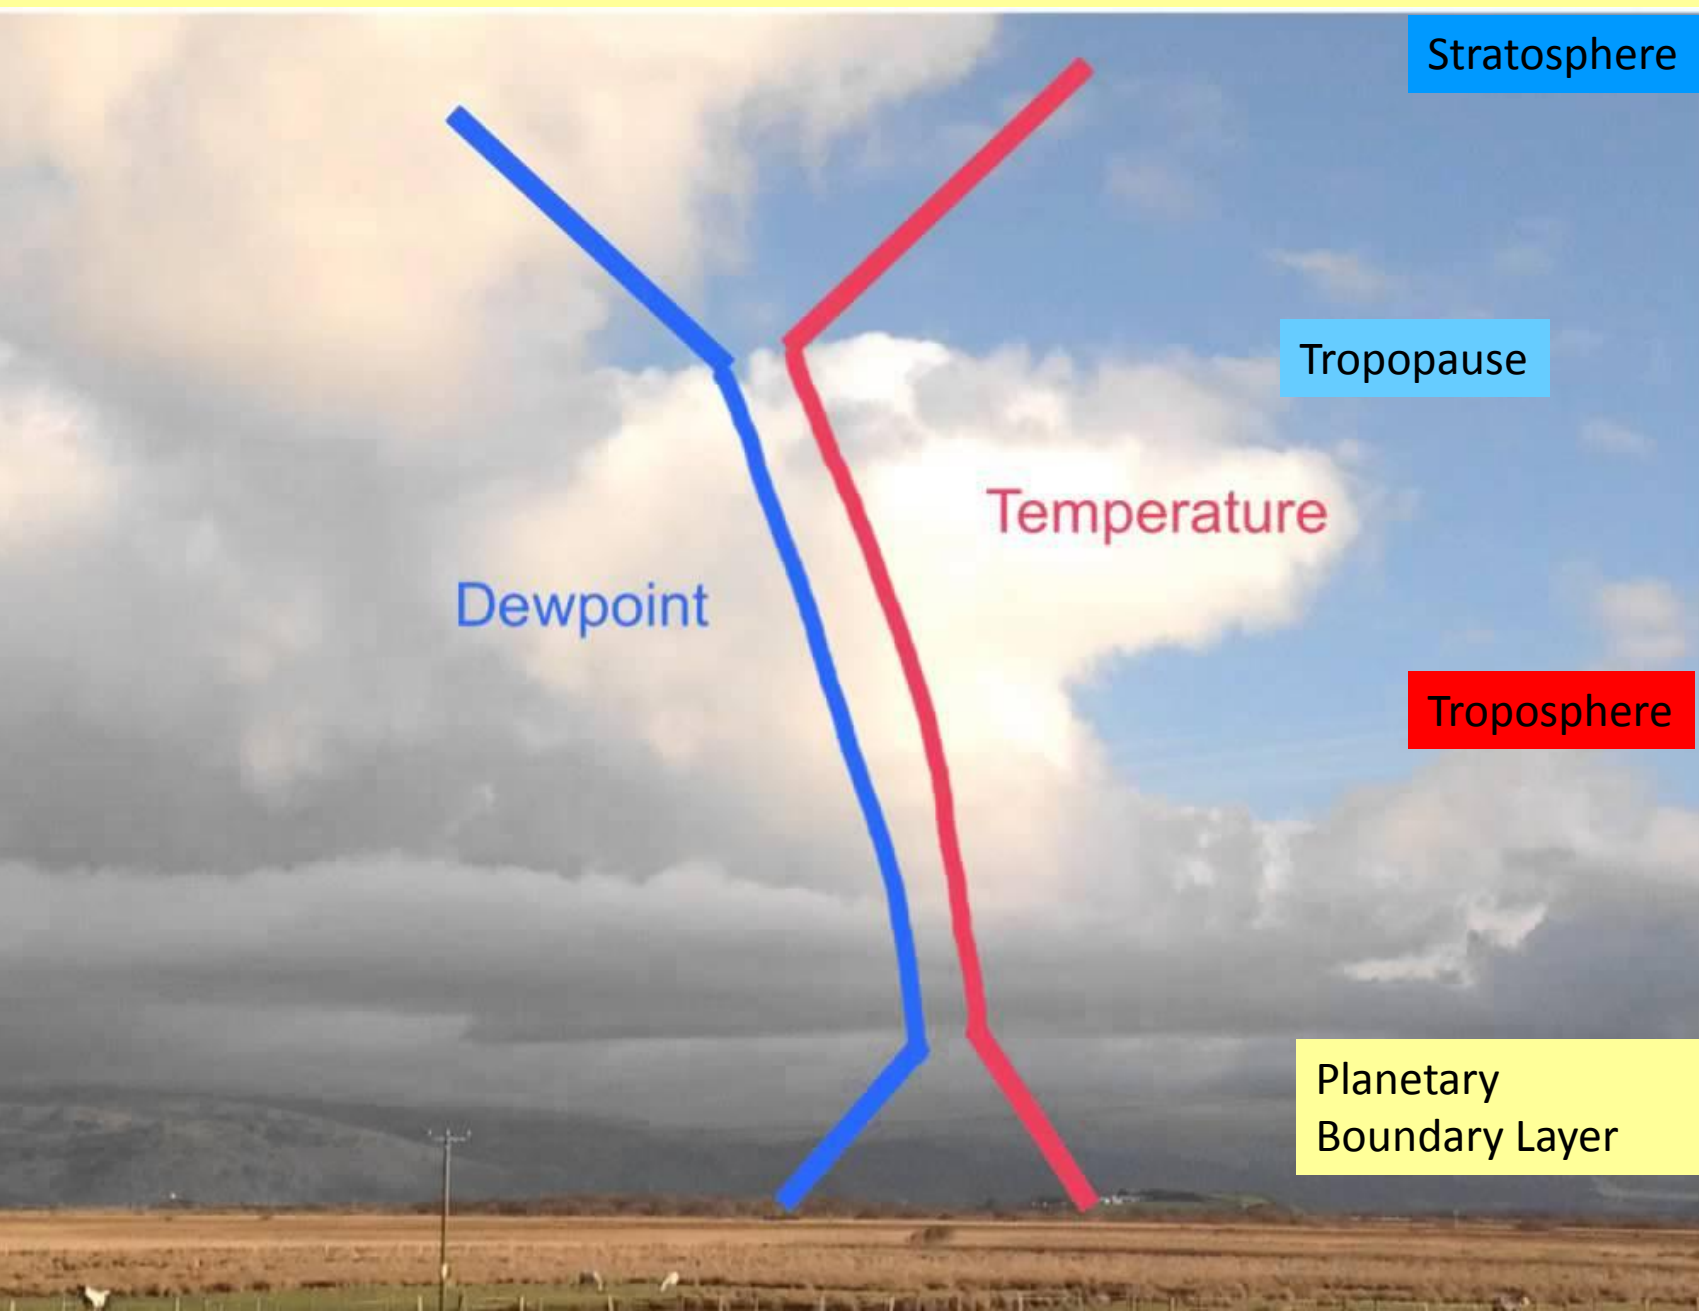 Stratosphere
Tropopause
Temperature
Dewpoint
Troposphere
Planetary
Boundary Layer